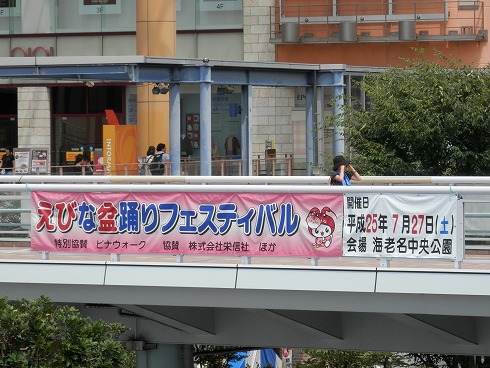 えびな盆踊りフェスティバル
特別協賛 ビナウォーク 協賛 株式会社栄信社 ほか
開催日
平成25年 7月27日(土)
会場 海老名中央公園
INFORMATION
4F
3F